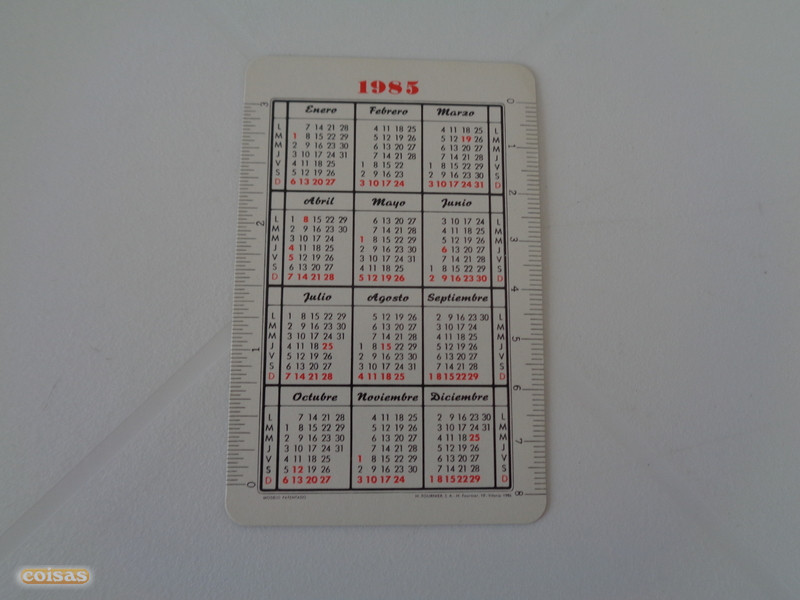 1985
3 0
Enero Febrero Marzo
L 7 14 21 28 4 11 18 25 4 11 18 25 L
M 1 8 15 22 29 5 12 19 26 5 12 19 26 M
M 2 9 16 23 30 6 13 20 27 6 13 20 27 M
J 3 10 17 24 31 7 14 21 28 7 14 21 28 J
V 4 11 18 25 1 8 15 22 1 8 15 22 29 V
S 5 12 19 26 2 9 16 23 2 9 16 23 30 S
D 6 13 20 27 3 10 17 24 3 10 17 24 31 D
1
2
Abril Mayo Junio
L 1 8 15 22 29 6 13 20 27 3 10 17 24 L
M 2 9 16 23 30 7 14 21 28 4 11 18 25 M
M 3 10 17 24 1 8 15 22 29 5 12 19 26 M
J 4 11 18 25 2 9 16 23 30 6 13 20 27 J
V 5 12 19 26 3 10 17 24 31 7 14 21 28 V
S 6 13 20 27 4 11 18 25 1 8 15 22 29 S
D 7 14 21 28 5 12 19 26 2 9 16 23 30 D
2 3
4
Julio Agosto Septiembre
L 1 8 15 22 29 5 12 19 26 2 9 16 23 30 L
M 2 9 16 23 30 6 13 20 27 3 10 17 24 M
M 3 10 17 24 31 7 14 21 28 4 11 18 25 M
J 4 11 18 25 1 8 15 22 29 5 12 19 26 J
V 5 12 19 26 2 9 16 23 30 6 13 20 27 V
S 6 13 20 27 3 10 17 24 31 7 14 21 28 S
D 7 14 21 28 4 11 18 25 1 8 15 22 29 D
1 5
6
Octubre Noviembre Diciembre
L 7 14 21 28 4 11 18 25 2 9 16 23 30 L
M 1 8 15 22 29 5 12 19 26 3 10 17 24 31 M
M 2 9 16 23 30 6 13 20 27 4 11 18 25 M
J 3 10 17 24 31 7 14 21 28 5 12 19 26 J
V 4 11 18 25 1 8 15 22 29 6 13 20 27 V
S 5 12 19 26 2 9 16 23 30 7 14 21 28 S
D 6 13 20 27 3 10 17 24 1 8 15 22 29 D
7
0 8
coisas